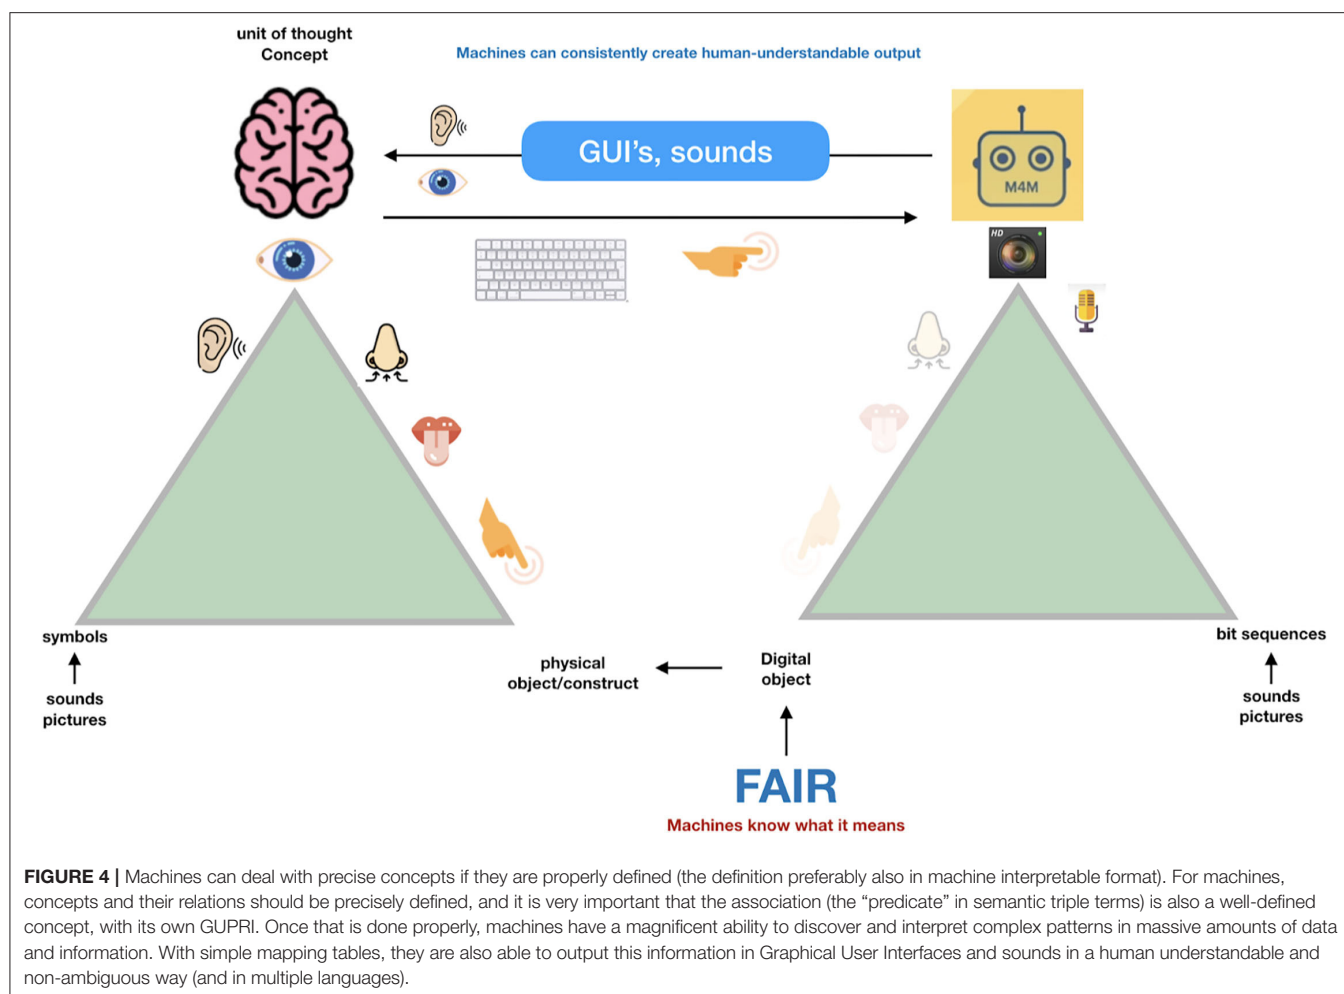 unit of thought
Concept
Machines can consistently create human-understandable output
GUI's, sounds
M4M
HD
symbols
sounds
pictures
physical
object/construct
Digital
object
bit sequences
sounds
pictures
FAIR
Machines know what it means
FIGURE 4 | Machines can deal with precise concepts if they are properly defined (the definition preferably also in machine interpretable format). For machines,
concepts and their relations should be precisely defined, and it is very important that the association (the “predicate” in semantic triple terms) is also a well-defined
concept, with its own GUPRI. Once that is done properly, machines have a magnificent ability to discover and interpret complex patterns in massive amounts of data
and information. With simple mapping tables, they are also able to output this information in Graphical User Interfaces and sounds in a human understandable and
non-ambiguous way (and in multiple languages).